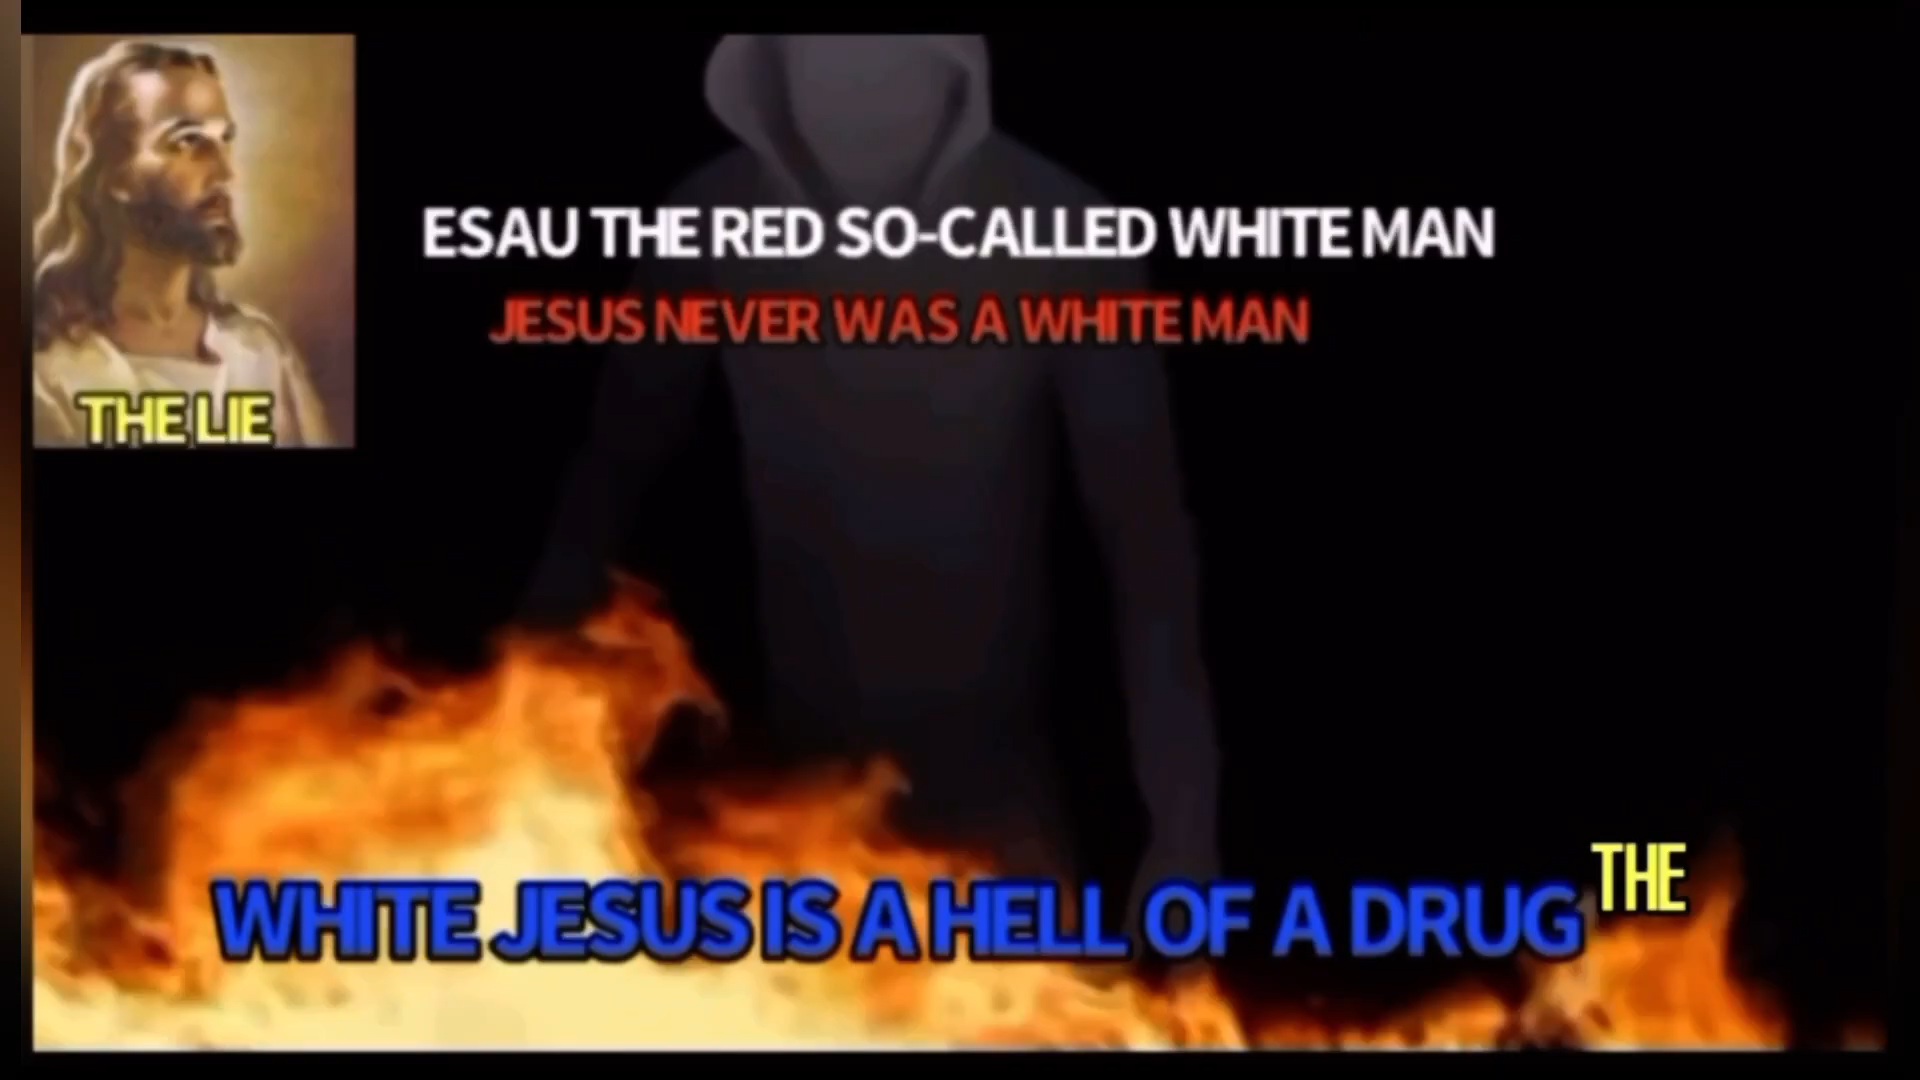 ESAU THE RED SO-CALLED WHITE MAN
JESUS NEVER WAS A WHITE MAN
THE LIE
THE
WHITE JESUS IS A HELL OF A DRUG